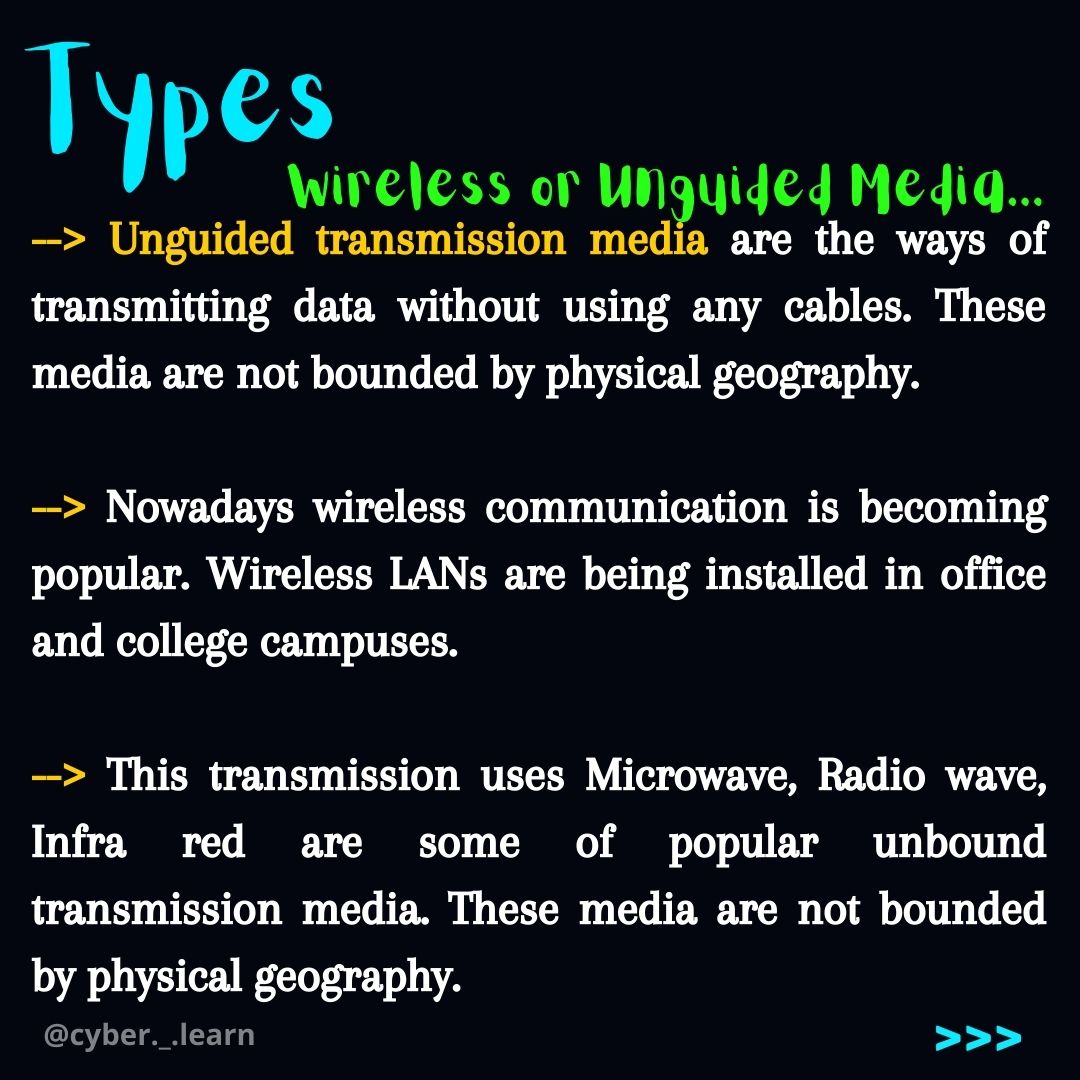 Types
Wireless or Unguided Media...
--> Unguided transmission media are the ways of
transmitting data without using any cables. These
media are not bounded by physical geography.
--> Nowadays wireless communication is becoming
popular. Wireless LANs are being installed in office
and college campuses.
--> This transmission uses Microwave, Radio wave,
Infra red are some of popular unbound
transmission media. These media are not bounded
by physical geography.
@cyber._.learn
>>>